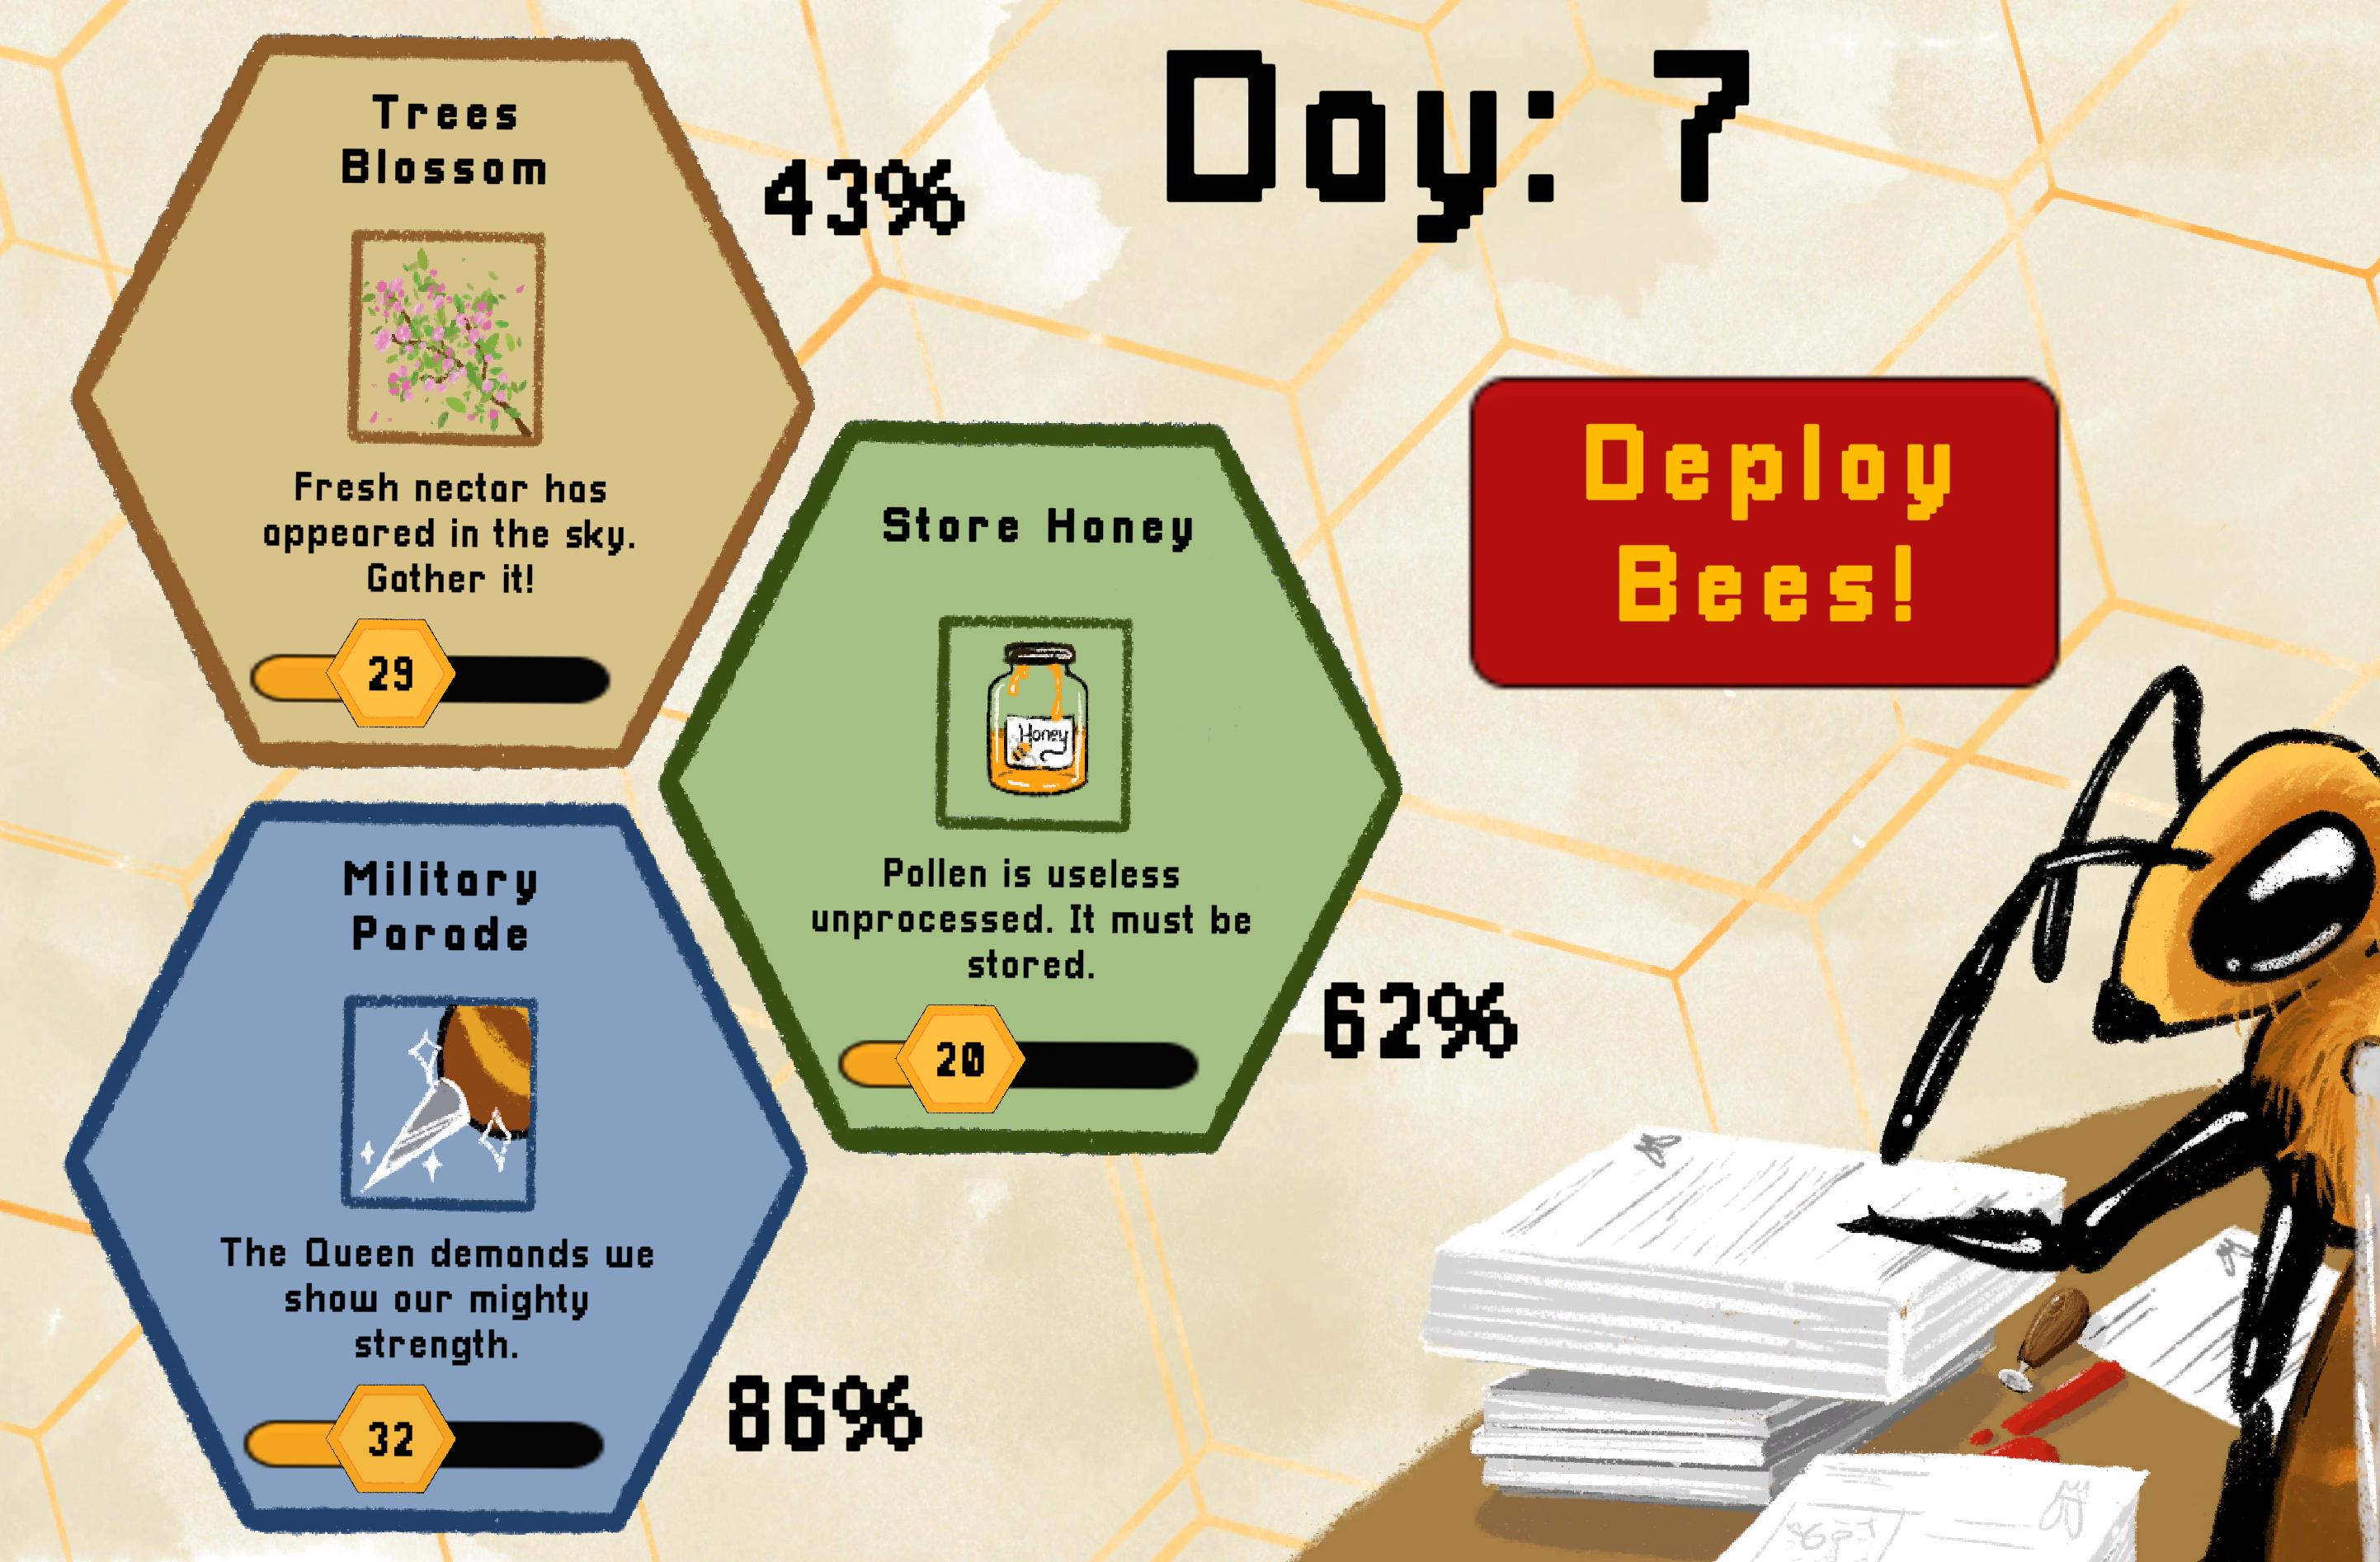 Day: 7
Trees
Blossom
43%
Fresh nectar has
appeared in the sky.
Gather it!
29
Deploy
Bees!
Store Honey
Honey
Pollen is useless
unprocessed. It must be
stored.
20
62%
Military
Parade
The Queen demands we
show our mighty
strength.
32
86%